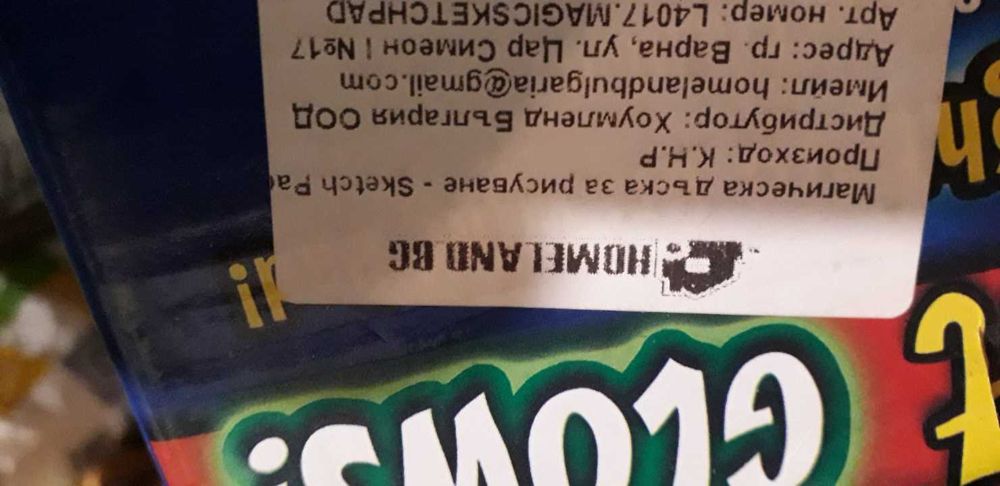 HOMELAND BG
Магическа дъска за рисуване - Sketch Pa
Произход: К.Н.Р
Дистрибутор: Хоумленд България ООД
Имейл: homelandbulgaria@gmail.com
Адрес: гр. Варна, ул. Цар Симеон I №17
Арт. номер: L4017.MAGICSKETCHPAD
GLOWS!